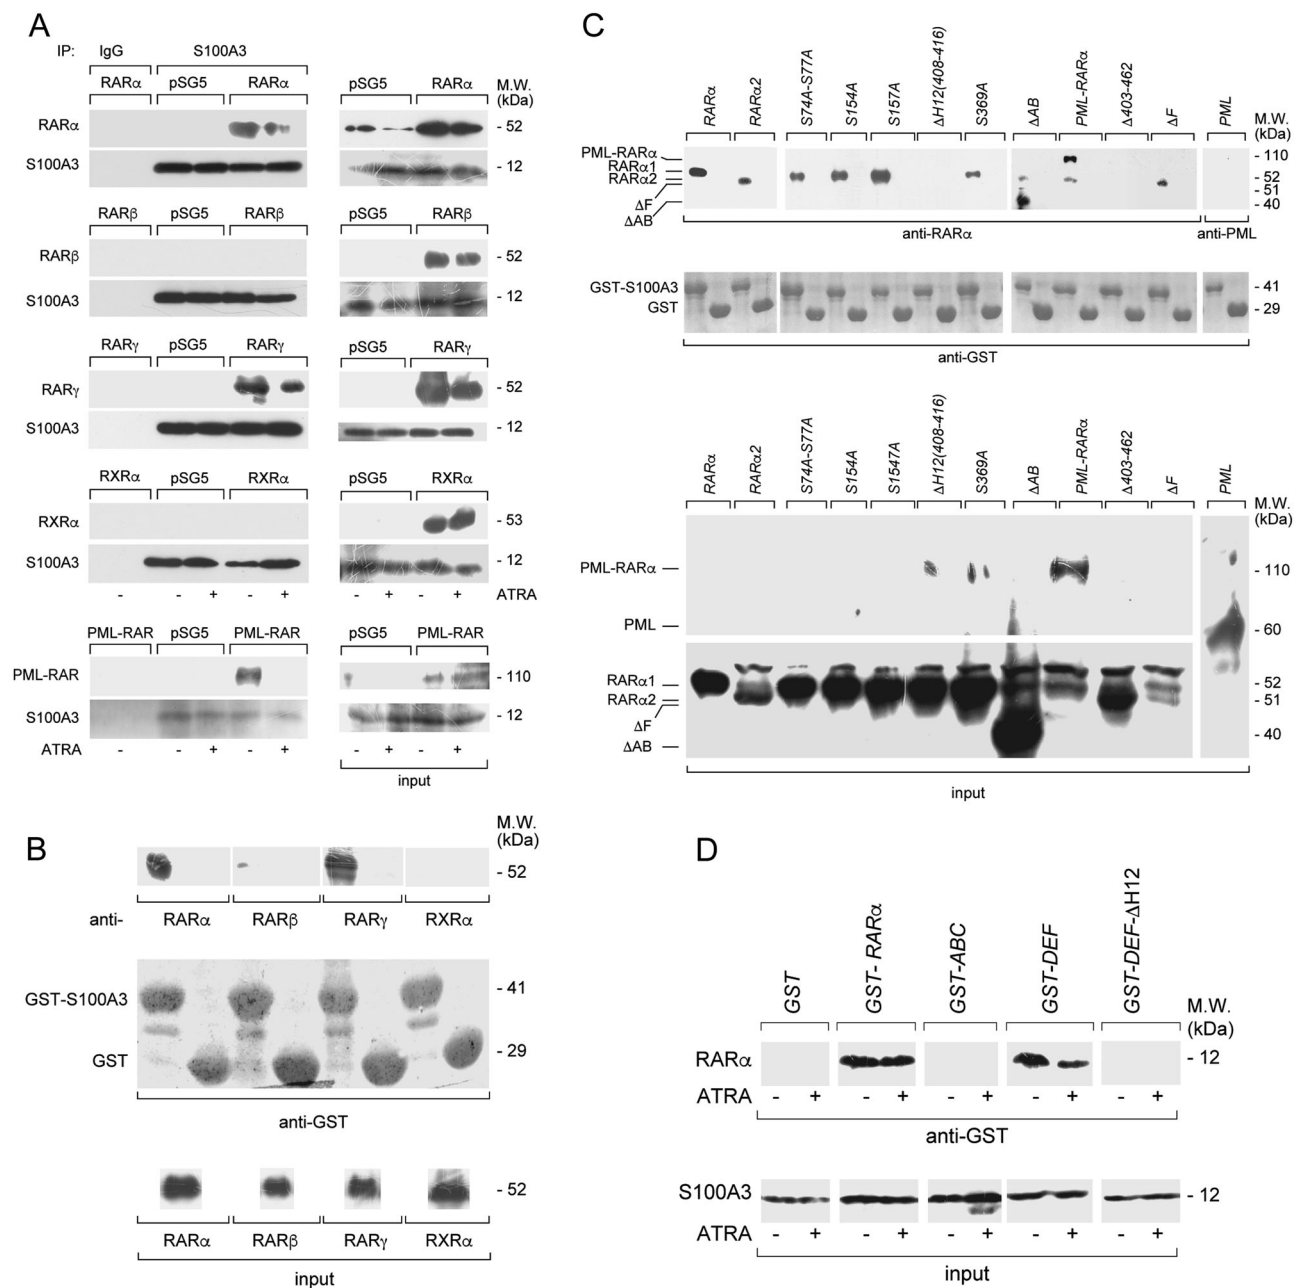 A
IP: IgG S100A3
RARα pSG5 RARα pSG5 RARα M.W. (kDa)
RARα - 52
S100A3 - 12
RARβ pSG5 RARβ pSG5 RARβ
RARβ - 52
S100A3 - 12
RARγ pSG5 RARγ pSG5 RARγ
RARγ - 52
S100A3 - 12
RXRα pSG5 RXRα pSG5 RXRα
RXRα - 53
S100A3 - 12
- - + - + - + - + ATRA
PML-RAR pSG5 PML-RAR pSG5 PML-RAR
PML-RAR - 110
S100A3 - 12
ATRA - - + - + - + - +
input
B
M.W. (kDa)
- 52
anti- RARα RARβ RARγ RXRα
GST-S100A3 - 41
GST - 29
anti-GST
- 52
RARα RARβ RARγ RXRα
input
C
RARα RARα2 S74A-S77A S154A S157A ΔH12(408-416) S369A ΔAB PML-RARα Δ403-462 ΔF PML
M.W. (kDa)
PML-RARα - 110
RARα1
RARα2 - 52
- 51
ΔF - 40
ΔAB
anti-RARα anti-PML
GST-S100A3 - 41
GST - 29
anti-GST
RARα RARα2 S74A-S77A S154A S1547A ΔH12(408-416) S369A ΔAB PML-RARα Δ403-462 ΔF PML
M.W. (kDa)
PML-RARα - 110
PML - 60
RARα1 - 52
RARα2 - 51
ΔF
- 40
ΔAB
input
D
GST GST- RARα GST-ABC GST-DEF GST-DEF-ΔH12
M.W. (kDa)
RARα - 12
ATRA - + - + - + - + - +
anti-GST
S100A3 - 12
ATRA - + - + - + - + - +
input